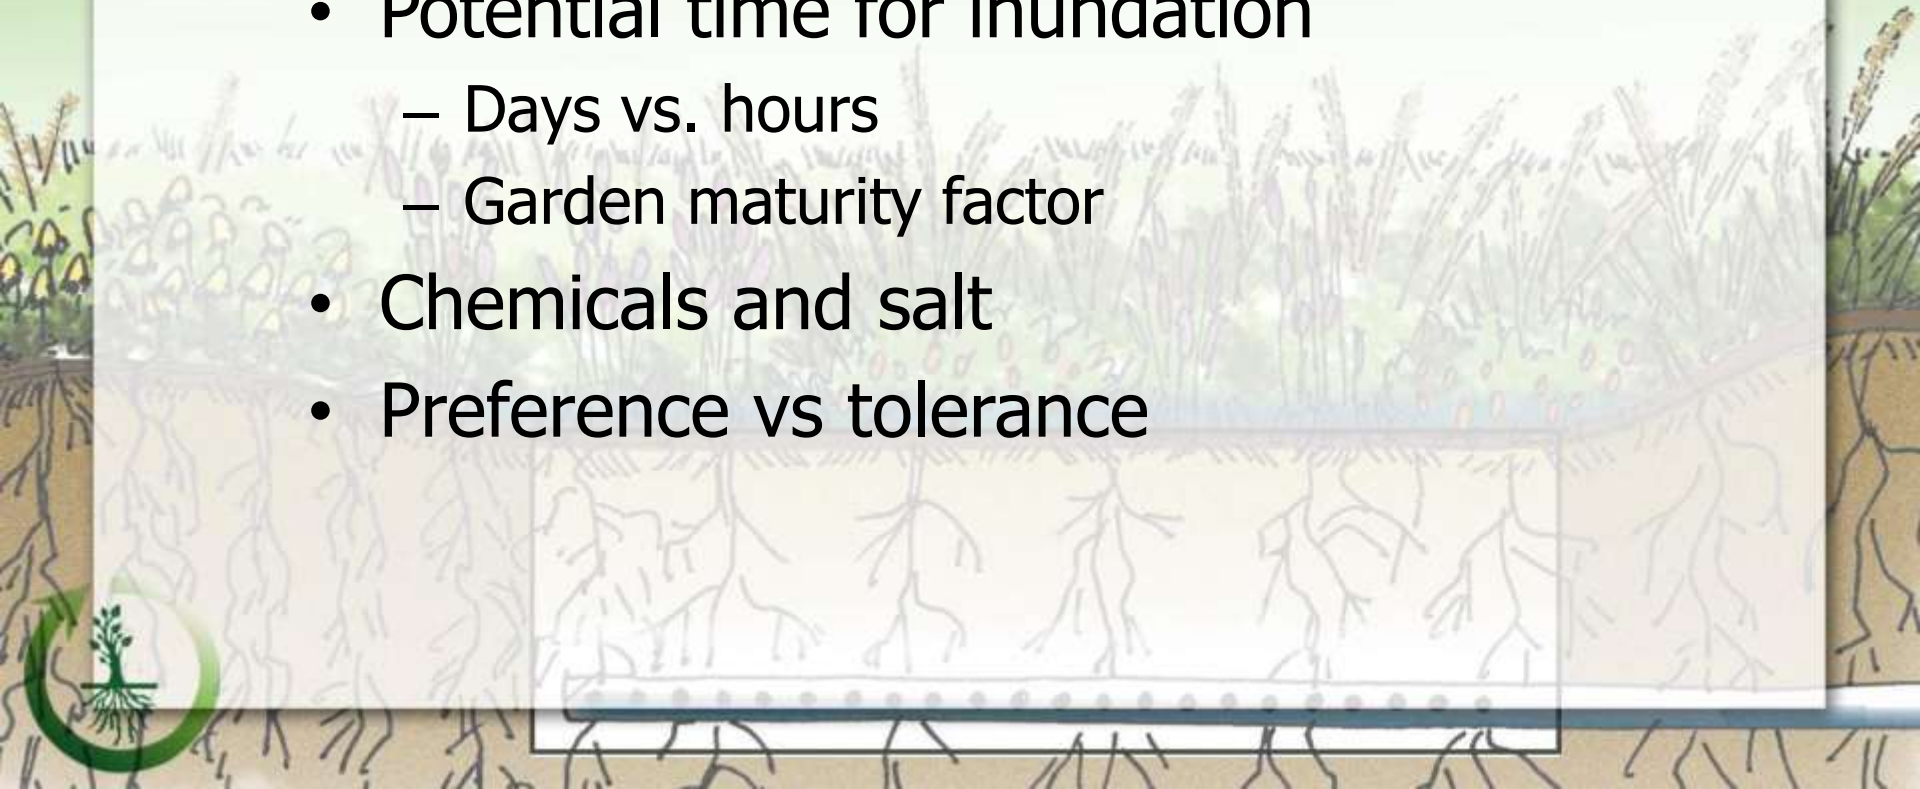 • Potential time for inundation
– Days vs. hours
– Garden maturity factor
• Chemicals and salt
• Preference vs tolerance